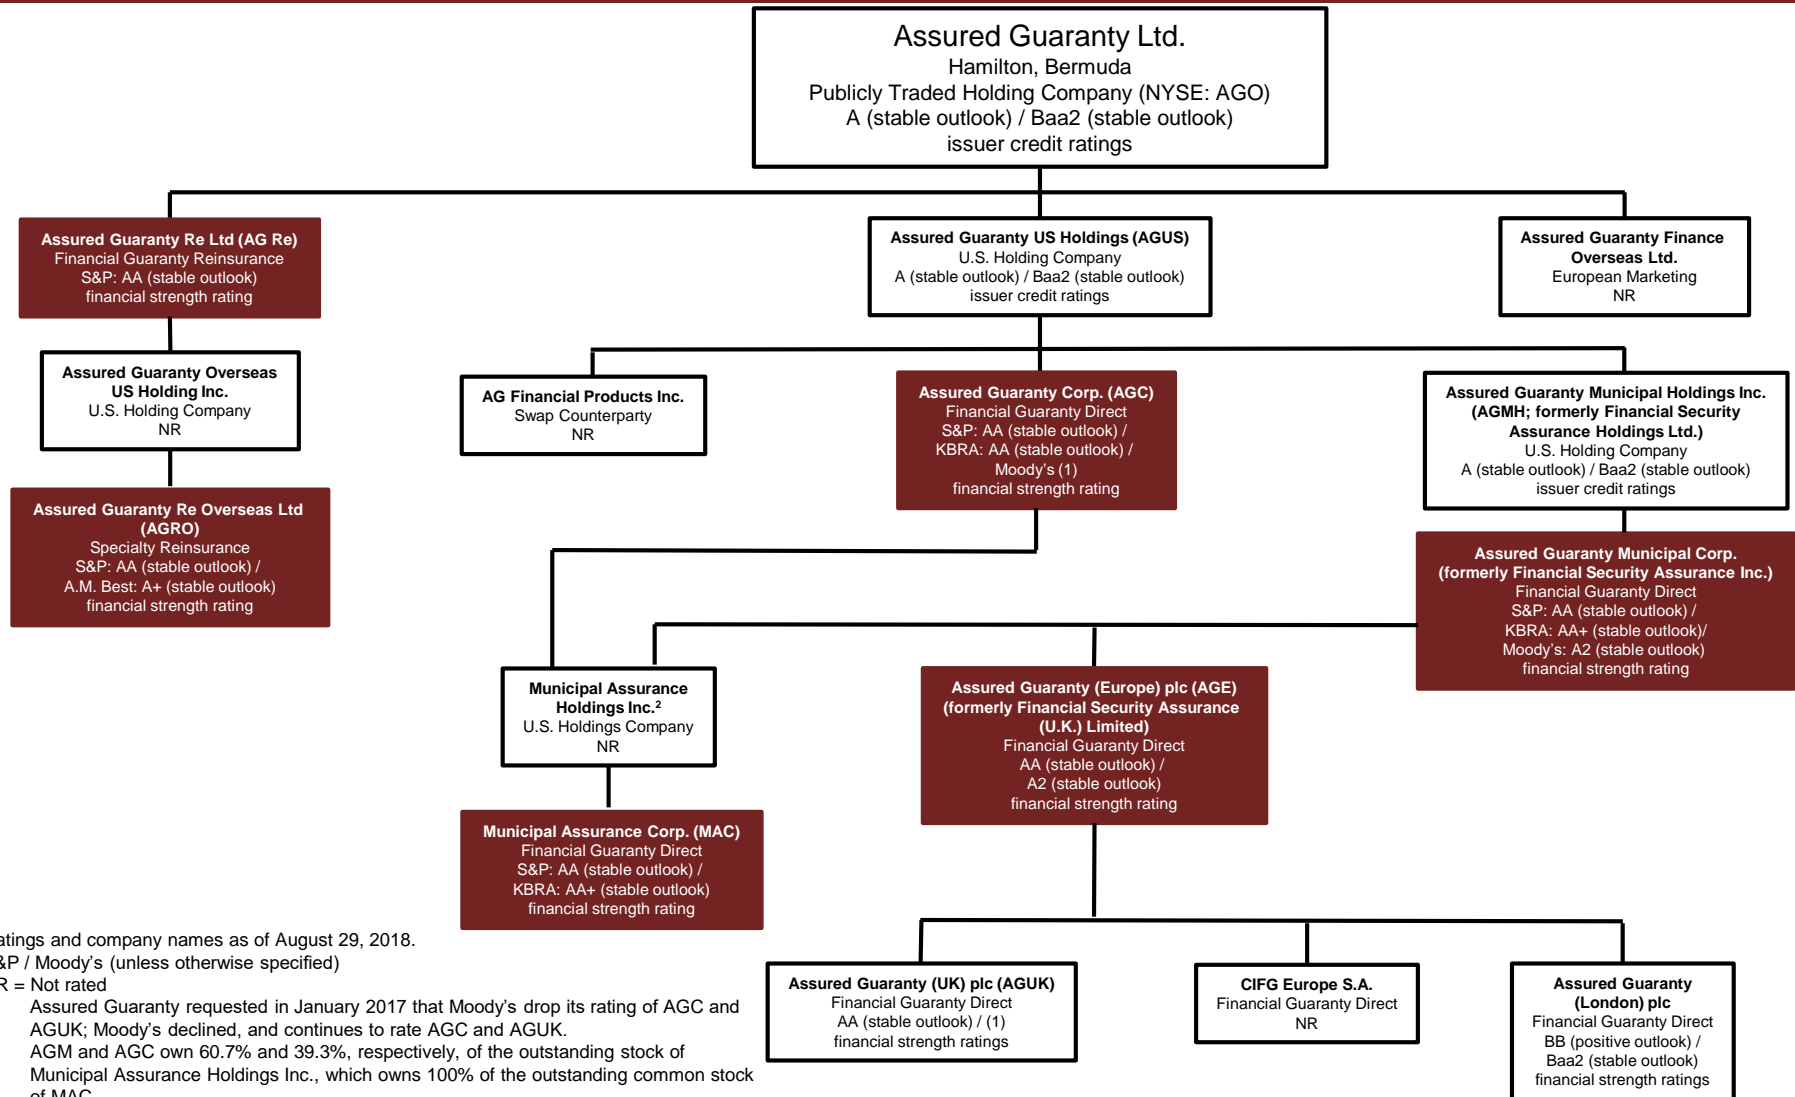 Assured Guaranty Ltd.
Hamilton, Bermuda
Publicly Traded Holding Company (NYSE: AGO)
A (stable outlook) / Baa2 (stable outlook)
issuer credit ratings
Assured Guaranty Re Ltd (AG Re)
Financial Guaranty Reinsurance
S&P: AA (stable outlook)
financial strength rating
Assured Guaranty US Holdings (AGUS)
U.S. Holding Company
A (stable outlook) / Baa2 (stable outlook)
issuer credit ratings
Assured Guaranty Finance
Overseas Ltd.
European Marketing
NR
Assured Guaranty Overseas
US Holding Inc.
U.S. Holding Company
NR
AG Financial Products Inc.
Swap Counterparty
NR
Assured Guaranty Corp. (AGC)
Financial Guaranty Direct
S&P: AA (stable outlook) /
KBRA: AA (stable outlook) /
Moody's (1)
financial strength rating
Assured Guaranty Municipal Holdings Inc.
(AGMH; formerly Financial Security
Assurance Holdings Ltd.)
U.S. Holding Company
A (stable outlook) / Baa2 (stable outlook)
issuer credit ratings
Assured Guaranty Re Overseas Ltd
(AGRO)
Specialty Reinsurance
S&P: AA (stable outlook) /
A.M. Best: A+ (stable outlook)
financial strength rating
Assured Guaranty Municipal Corp.
(formerly Financial Security Assurance Inc.)
Financial Guaranty Direct
S&P: AA (stable outlook) /
KBRA: AA+ (stable outlook)/
Moody's: A2 (stable outlook)
financial strength rating
Municipal Assurance
Holdings Inc.²
U.S. Holdings Company
NR
Assured Guaranty (Europe) plc (AGE)
(formerly Financial Security Assurance
(U.K.) Limited)
Financial Guaranty Direct
AA (stable outlook) /
A2 (stable outlook)
financial strength rating
Municipal Assurance Corp. (MAC)
Financial Guaranty Direct
S&P: AA (stable outlook) /
KBRA: AA+ (stable outlook)
financial strength rating
Assured Guaranty (UK) plc (AGUK)
Financial Guaranty Direct
AA (stable outlook) / (1)
financial strength ratings
CIFG Europe S.A.
Financial Guaranty Direct
NR
Assured Guaranty
(London) plc
Financial Guaranty Direct
BB (positive outlook) /
Baa2 (stable outlook)
financial strength ratings
atings and company names as of August 29, 2018.
&P / Moody's (unless otherwise specified)
R = Not rated
Assured Guaranty requested in January 2017 that Moody's drop its rating of AGC and
AGUK; Moody's declined, and continues to rate AGC and AGUK.
AGM and AGC own 60.7% and 39.3%, respectively, of the outstanding stock of
Municipal Assurance Holdings Inc., which owns 100% of the outstanding common stock
of MAC